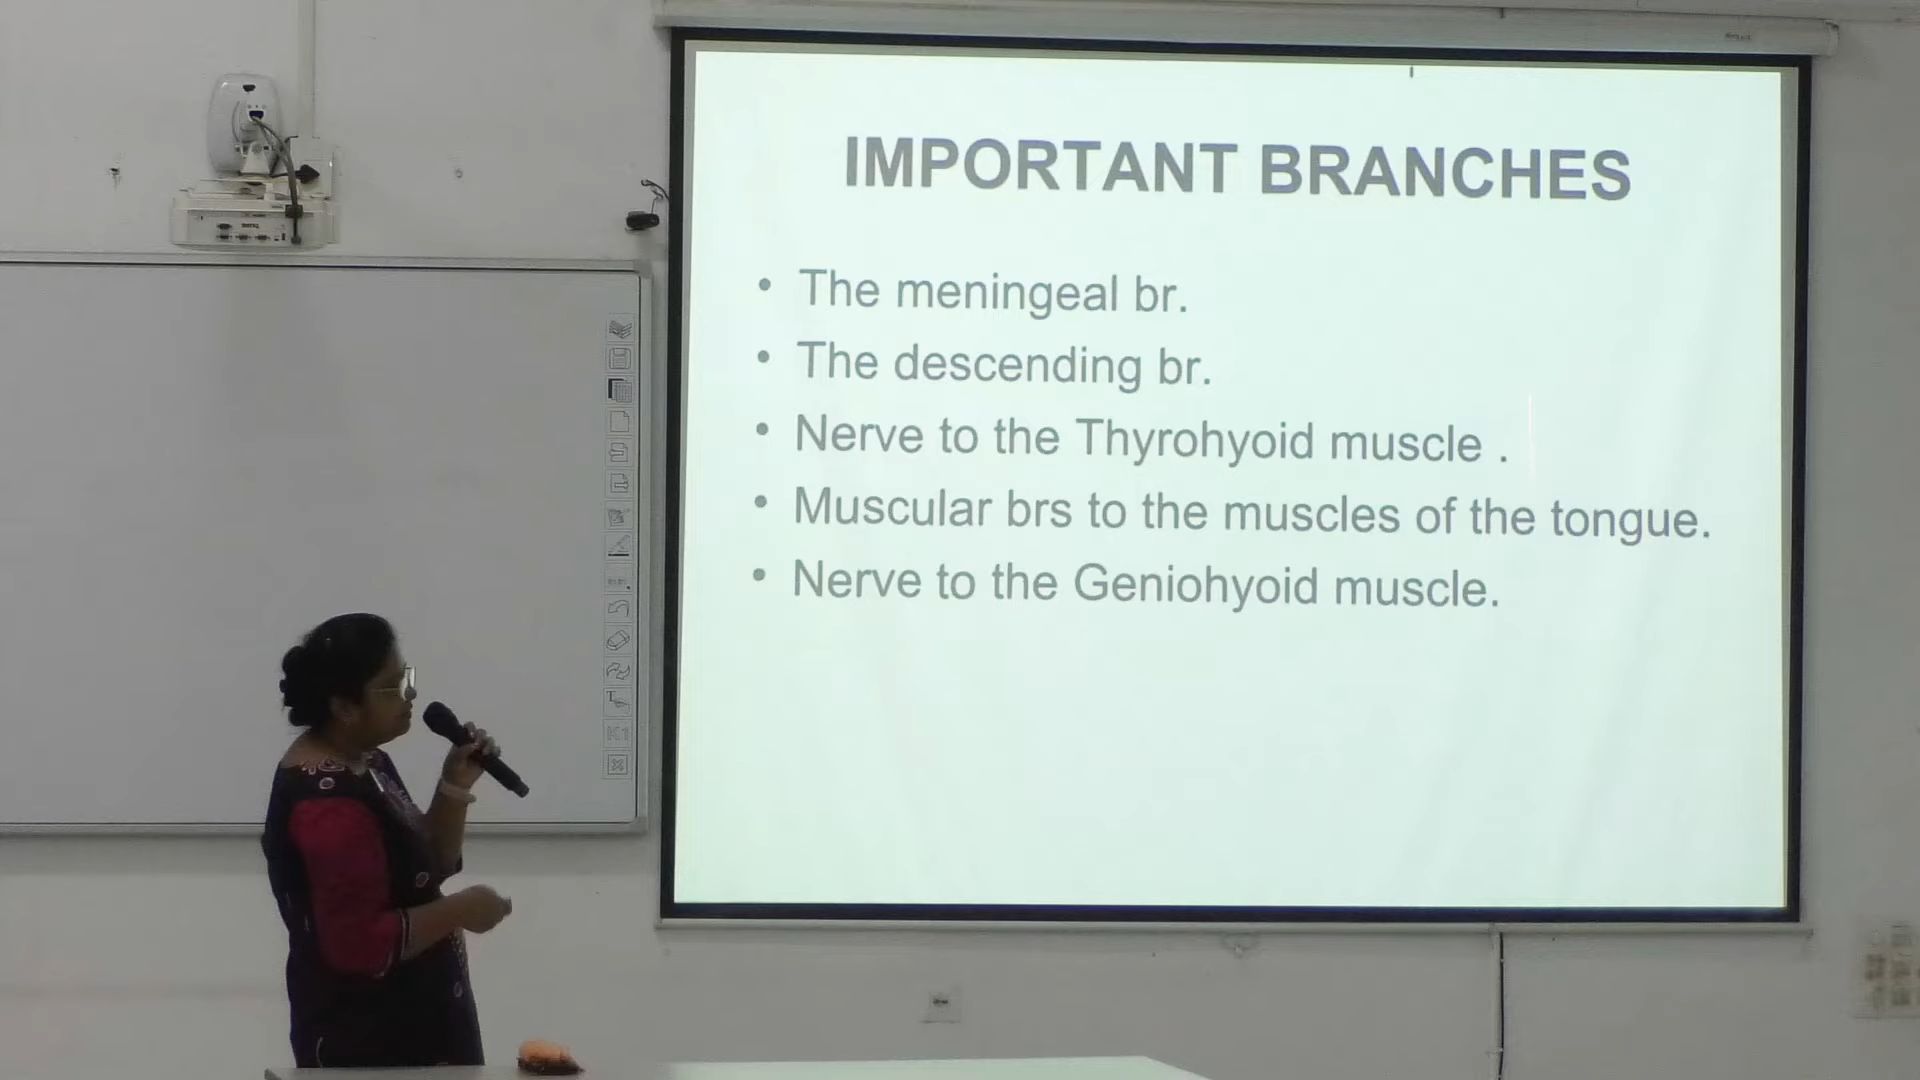 IMPORTANT BRANCHES
• The meningeal br.
• The descending br.
• Nerve to the Thyrohyoid muscle .
• Muscular brs to the muscles of the tongue.
• Nerve to the Geniohyoid muscle.